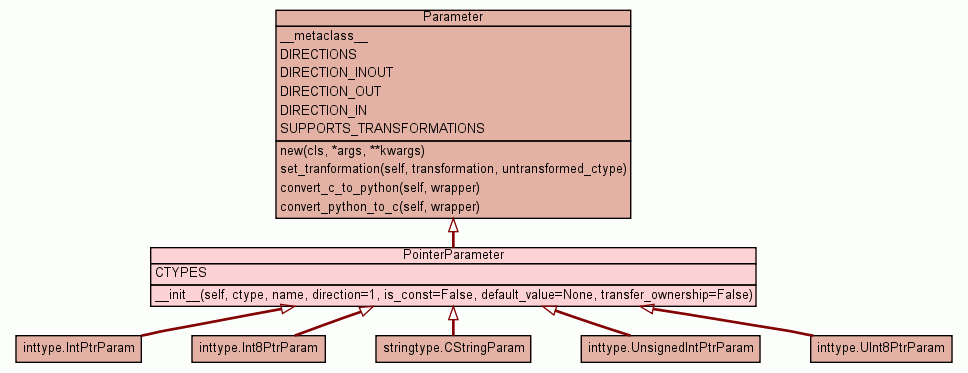 Parameter
__metaclass__
DIRECTIONS
DIRECTION_INOUT
DIRECTION_OUT
DIRECTION_IN
SUPPORTS_TRANSFORMATIONS
new(cls, *args, **kwargs)
set_tranformation(self, transformation, untransformed_ctype)
convert_c_to_python(self, wrapper)
convert_python_to_c(self, wrapper)
PointerParameter
CTYPES
__init__(self, ctype, name, direction=1, is_const=False, default_value=None, transfer_ownership=False)
inttype.IntPtrParam
inttype.Int8PtrParam
stringtype.CStringParam
inttype.UnsignedIntPtrParam
inttype.UInt8PtrParam